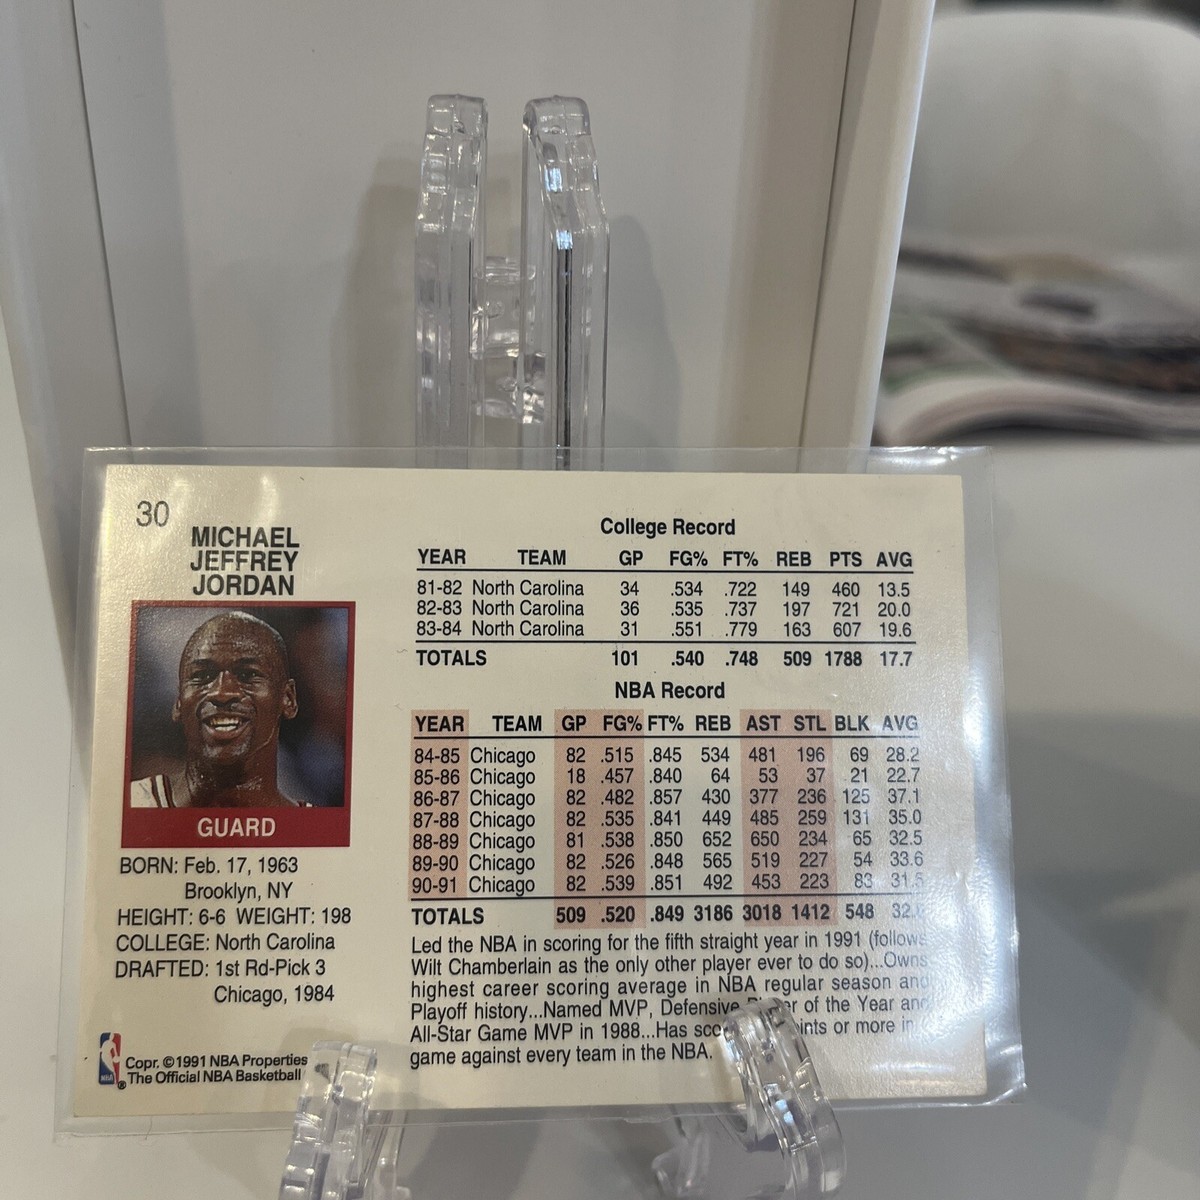 30
MICHAEL
JEFFREY
JORDAN
GUARD
BORN: Feb. 17, 1963
Brooklyn, NY
HEIGHT: 6-6 WEIGHT: 198
COLLEGE: North Carolina
DRAFTED: 1st Rd-Pick 3
Chicago, 1984
NBA
®
Copr. ©1991 NBA Properties
The Official NBA Basketball
College Record
YEAR TEAM GP FG% FT% REB PTS AVG
81-82 North Carolina 34 .534 .722 149 460 13.5
82-83 North Carolina 36 .535 .737 197 721 20.0
83-84 North Carolina 31 .551 .779 163 607 19.6
TOTALS 101 .540 .748 509 1788 17.7
NBA Record
YEAR TEAM GP FG% FT% REB AST STL BLK AVG
84-85 Chicago 82 .515 .845 534 481 196 69 28.2
85-86 Chicago 18 .457 .840 64 53 37 21 22.7
86-87 Chicago 82 .482 .857 430 377 236 125 37.1
87-88 Chicago 82 .535 .841 449 485 259 131 35.0
88-89 Chicago 81 .538 .850 652 650 234 65 32.5
89-90 Chicago 82 .526 .848 565 519 227 54 33.6
90-91 Chicago 82 .539 .851 492 453 223 83 31.5
TOTALS 509 .520 .849 3186 3018 1412 548
Led the NBA in scoring for the fifth straight year in 1991 (follows
Wilt Chamberlain as the only other player ever to do so)...Owns
highest career scoring average in NBA regular season and
Playoff history...Named MVP, Defensive of the Year and
All-Star Game MVP in 1988...Has or more in
game against every team in the NBA.